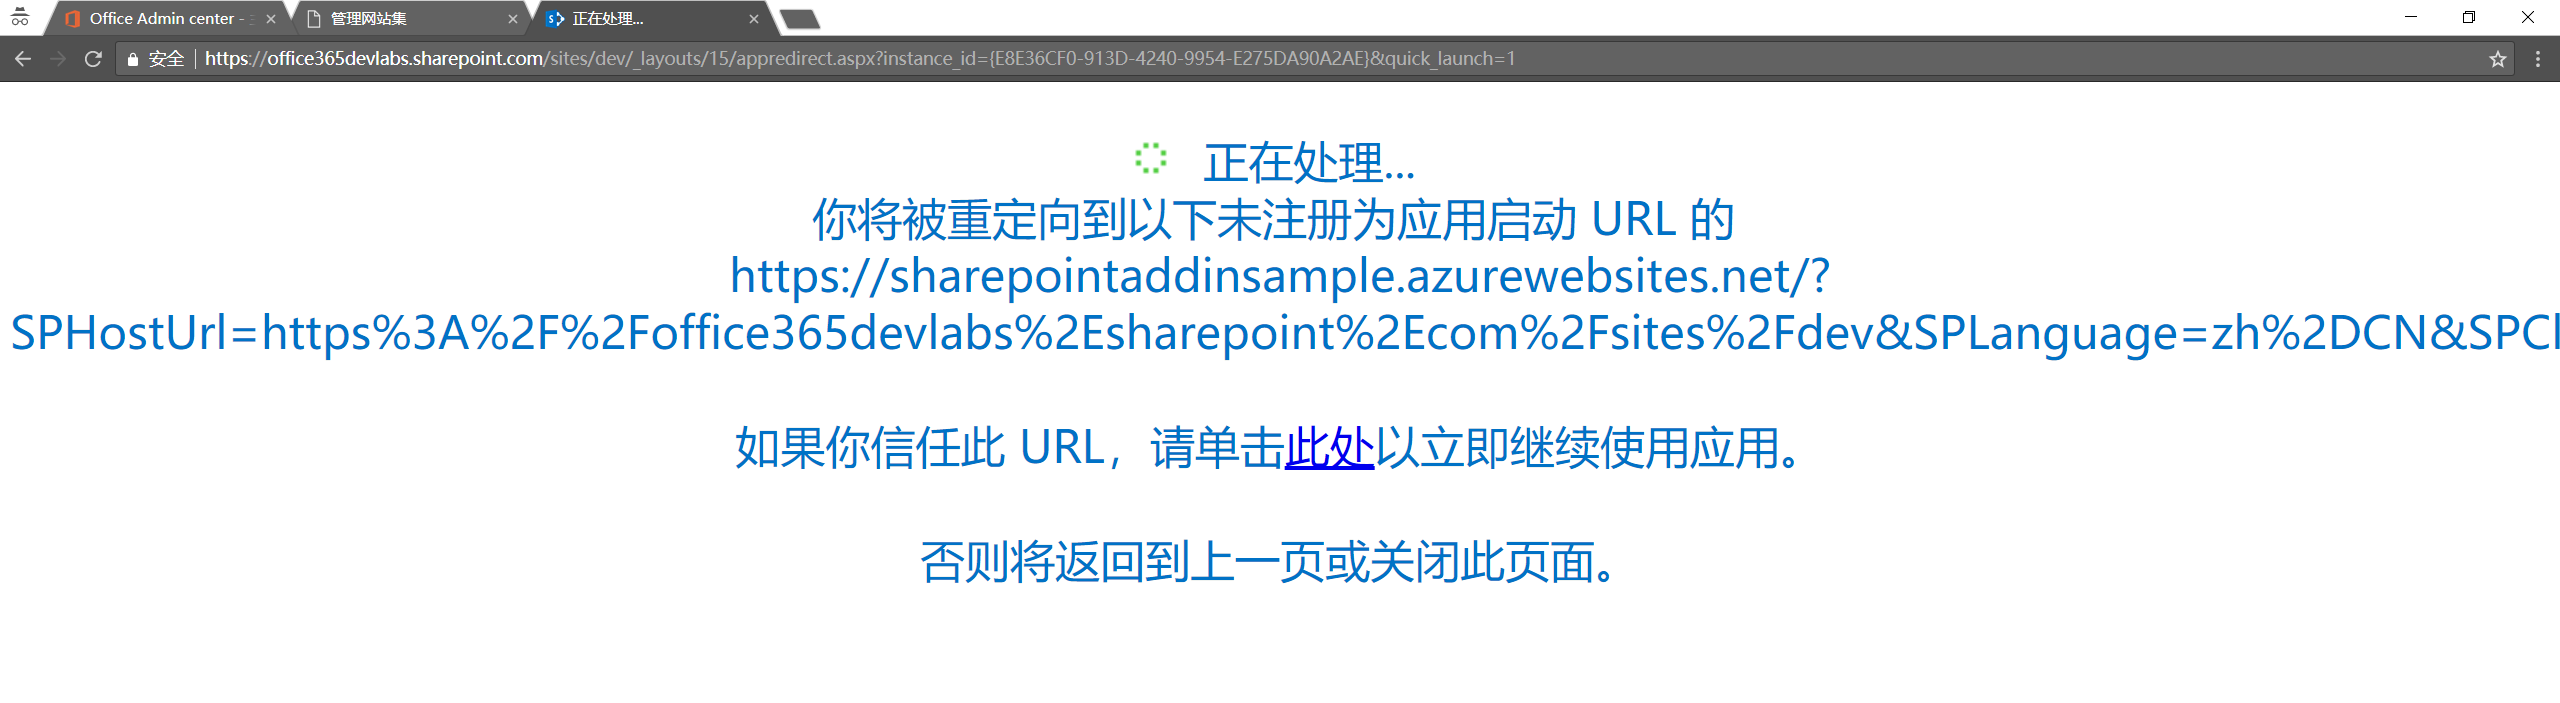 Office Admin center -
管理网站集
正在处理...
安全 | https://office365devlabs.sharepoint.com/sites/dev/_layouts/15/appredirect.aspx?instance_id={E8E36CF0-913D-4240-9954-E275DA90A2AE}&quick_launch=1
正在处理...
你将被重定向到以下未注册为应用启动 URL 的
https://sharepointaddinsample.azurewebsites.net/?
SPHostUrl=https%3A%2F%2Foffice365devlabs%2Esharepoint%2Ecom%2Fsites%2Fdev&SPLanguage=zh%2DCN&SPCl
如果你信任此 URL，请单击此处以立即继续使用应用。
否则将返回到上一页或关闭此页面。